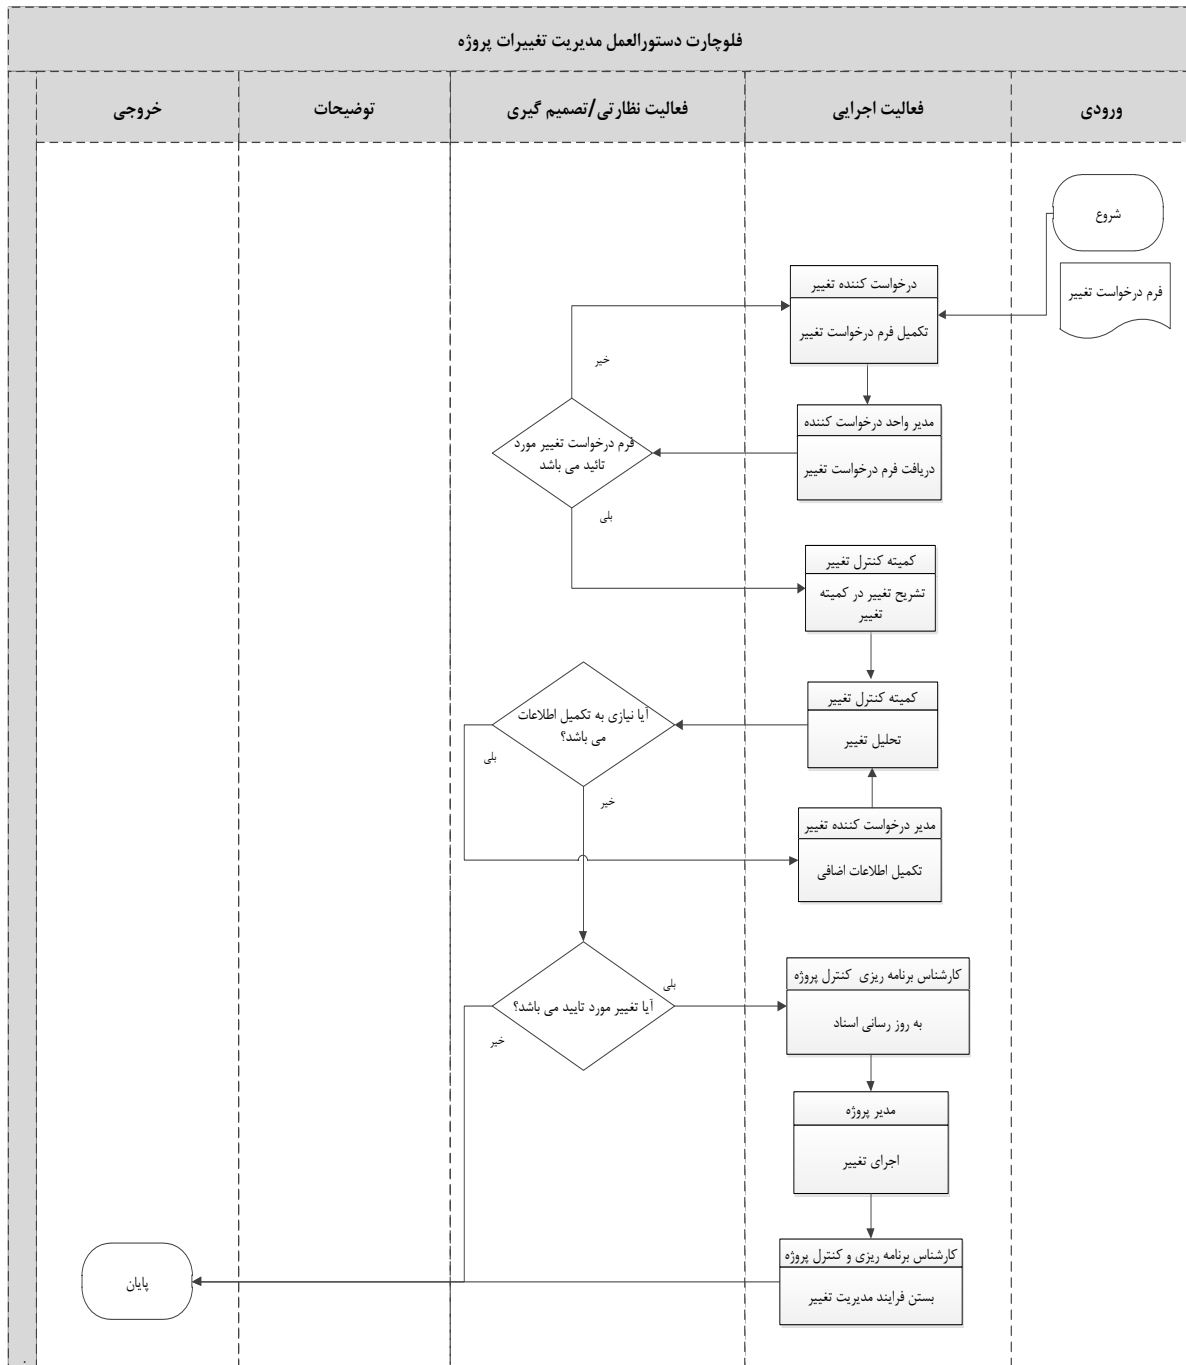 فلوچارت دستورالعمل مدیریت تغییرات پروژه
ورودی
فعالیت اجرایی
فعالیت نظارتی/تصمیم گیری
توضیحات
خروجی
شروع
فرم درخواست تغییر
درخواست کننده تغییر
تکمیل فرم درخواست تغییر
خیر
مدیر واحد درخواست کننده
دریافت فرم درخواست تغییر
فرم درخواست تغییر مورد
تائید می باشد
بلی
کمیته کنترل تغییر
تشریح تغییر در کمیته
تغییر
کمیته کنترل تغییر
تحلیل تغییر
آیا نیازی به تکمیل اطلاعات
می باشد؟
بلی
خیر
مدیر درخواست کننده تغییر
تکمیل اطلاعات اضافی
کارشناس برنامه ریزی  کنترل پروژه
به روز رسانی اسناد
بلی
آیا تغییر مورد تایید می باشد؟
خیر
مدیر پروژه
اجرای تغییر
کارشناس برنامه ریزی و کنترل پروژه
بستن فرایند مدیریت تغییر
پایان